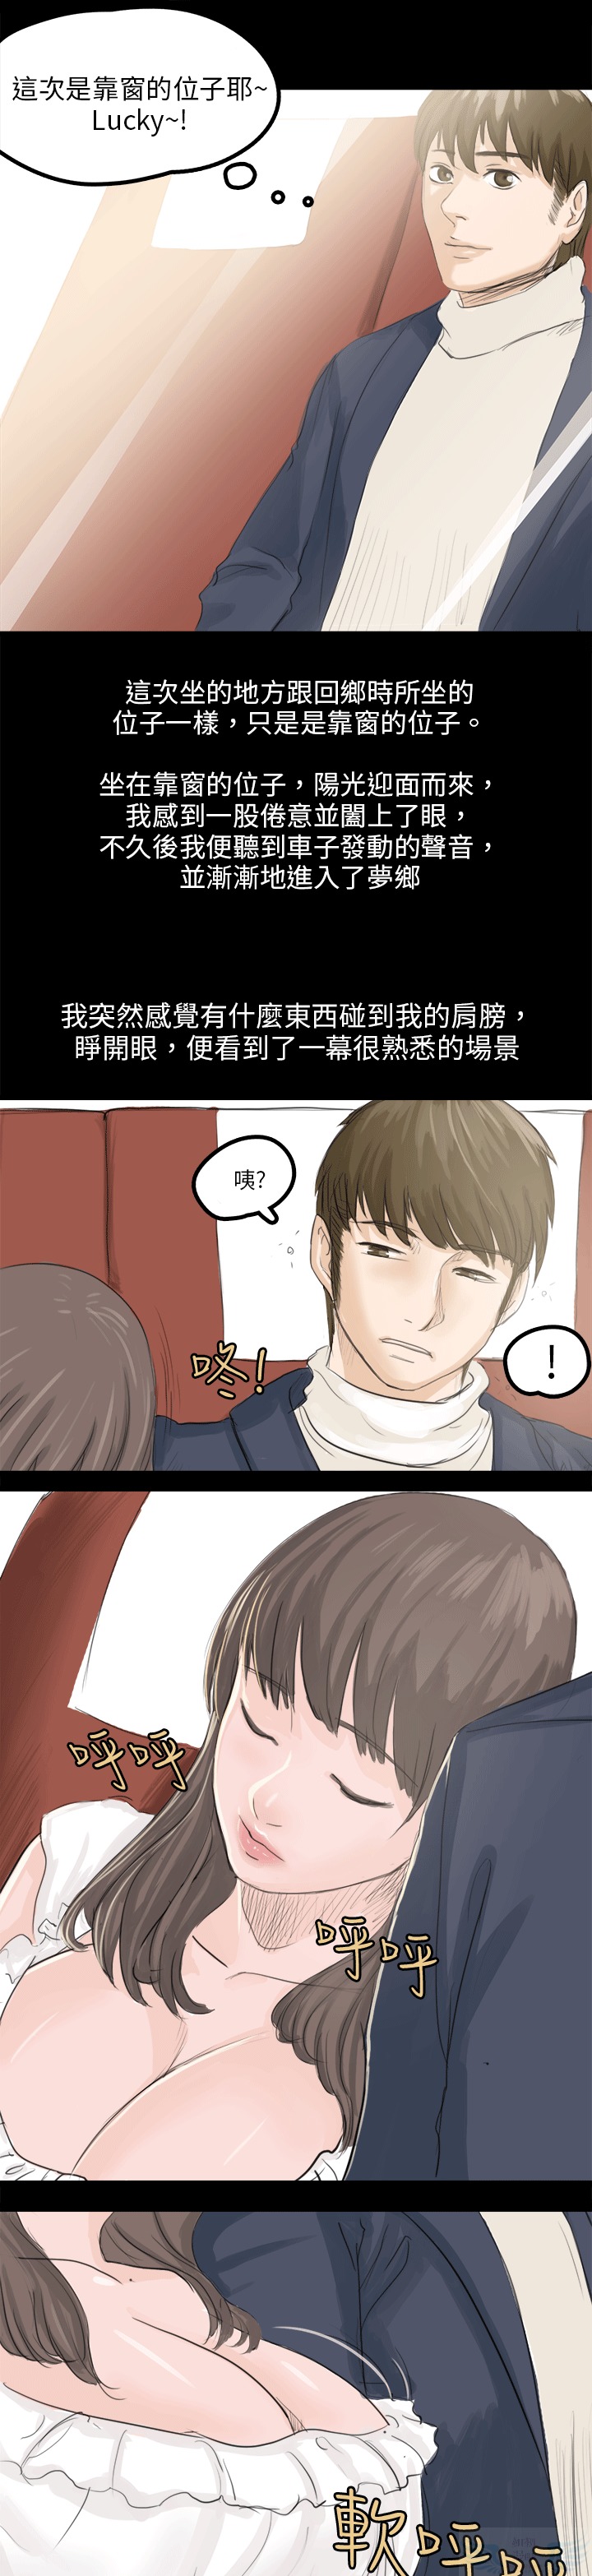 這次是靠窗的位子耶~
Lucky~!
這次坐的地方跟回鄉時所坐的
位子一樣，只是是靠窗的位子。
坐在靠窗的位子，陽光迎面而來，
我感到一股倦意並闔上了眼，
不久後我便聽到車子發動的聲音，
並漸漸地進入了夢鄉
我突然感覺有什麼東西碰到我的肩膀，
睜開眼，便看到了一幕很熟悉的場景
咦?
咚!
!
呼呼
呼呼
軟呼呼